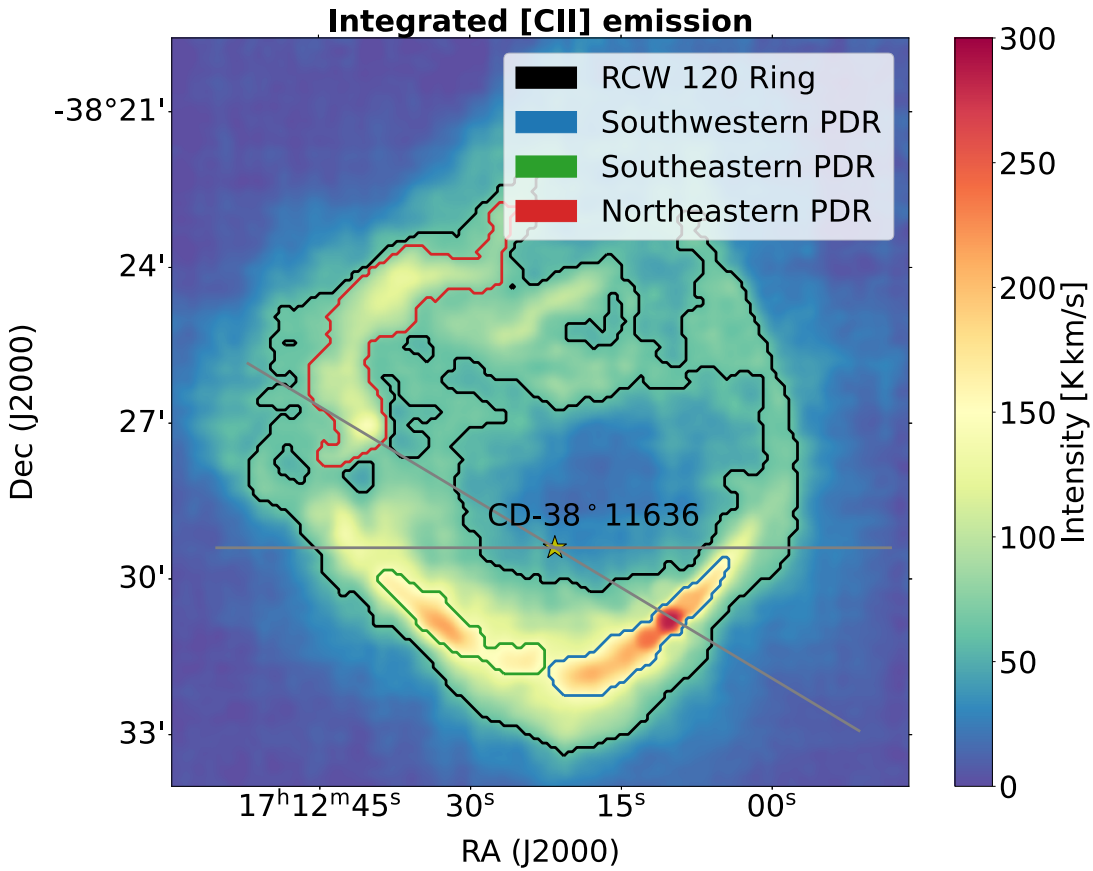 Integrated [CII] emission
RCW 120 Ring
Southwestern PDR
Southeastern PDR
Northeastern PDR
-38°21'
24'
27'
30'
33'
Dec (J2000)
CD-38°11636
17ʰ12ᵐ45ˢ
30ˢ
15ˢ
00ˢ
RA (J2000)
300
250
200
150
100
50
0
Intensity [K km/s]